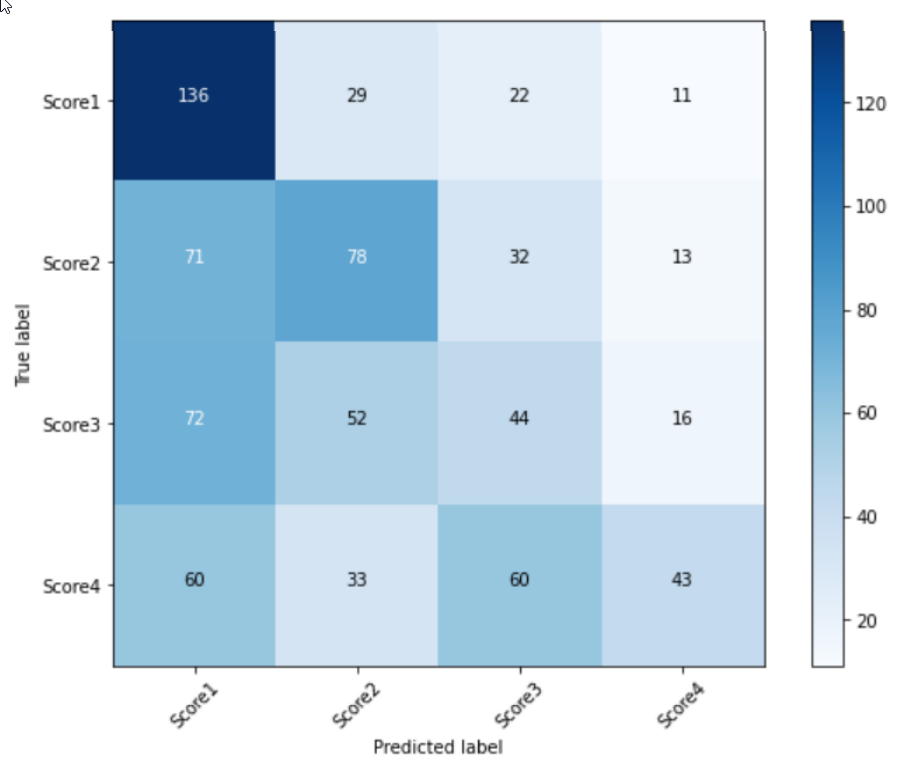 Score1 136 29 22 11
Score2 71 78 32 13
Score3 72 52 44 16
Score4 60 33 60 43
Score1 Score2 Score3 Score4
Predicted label
True label
120
100
80
60
40
20